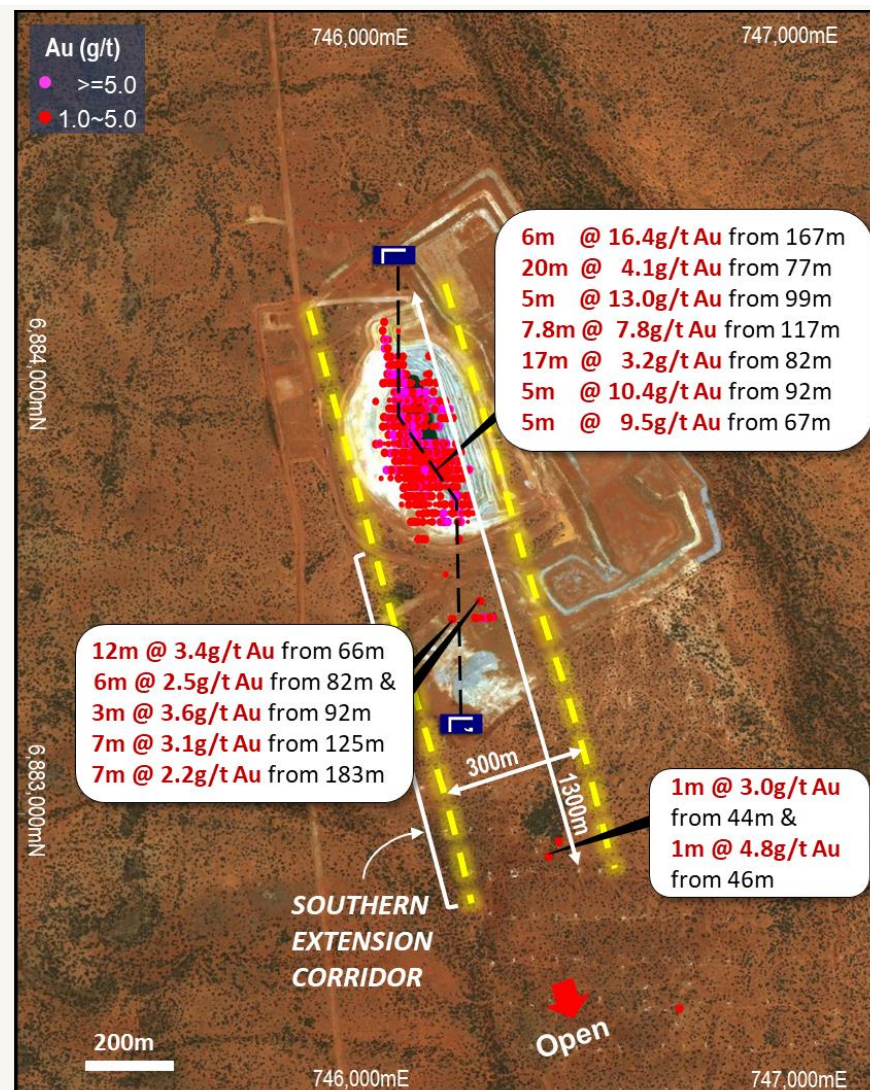 746,000mE
747,000mE
Au (g/t)
>=5.0
1.0~5.0
6m @ 16.4g/t Au from 167m
20m @ 4.1g/t Au from 77m
5m @ 13.0g/t Au from 99m
7.8m @ 7.8g/t Au from 117m
17m @ 3.2g/t Au from 82m
5m @ 10.4g/t Au from 92m
5m @ 9.5g/t Au from 67m
L
6,884,000mN
12m @ 3.4g/t Au from 66m
6m @ 2.5g/t Au from 82m &
3m @ 3.6g/t Au from 92m
7m @ 3.1g/t Au from 125m
7m @ 2.2g/t Au from 183m
L'
300m
1300m
6,883,000mN
1m @ 3.0g/t Au
from 44m &
1m @ 4.8g/t Au
from 46m
SOUTHERN
EXTENSION
CORRIDOR
Open
200m
746,000mE
747,000mE